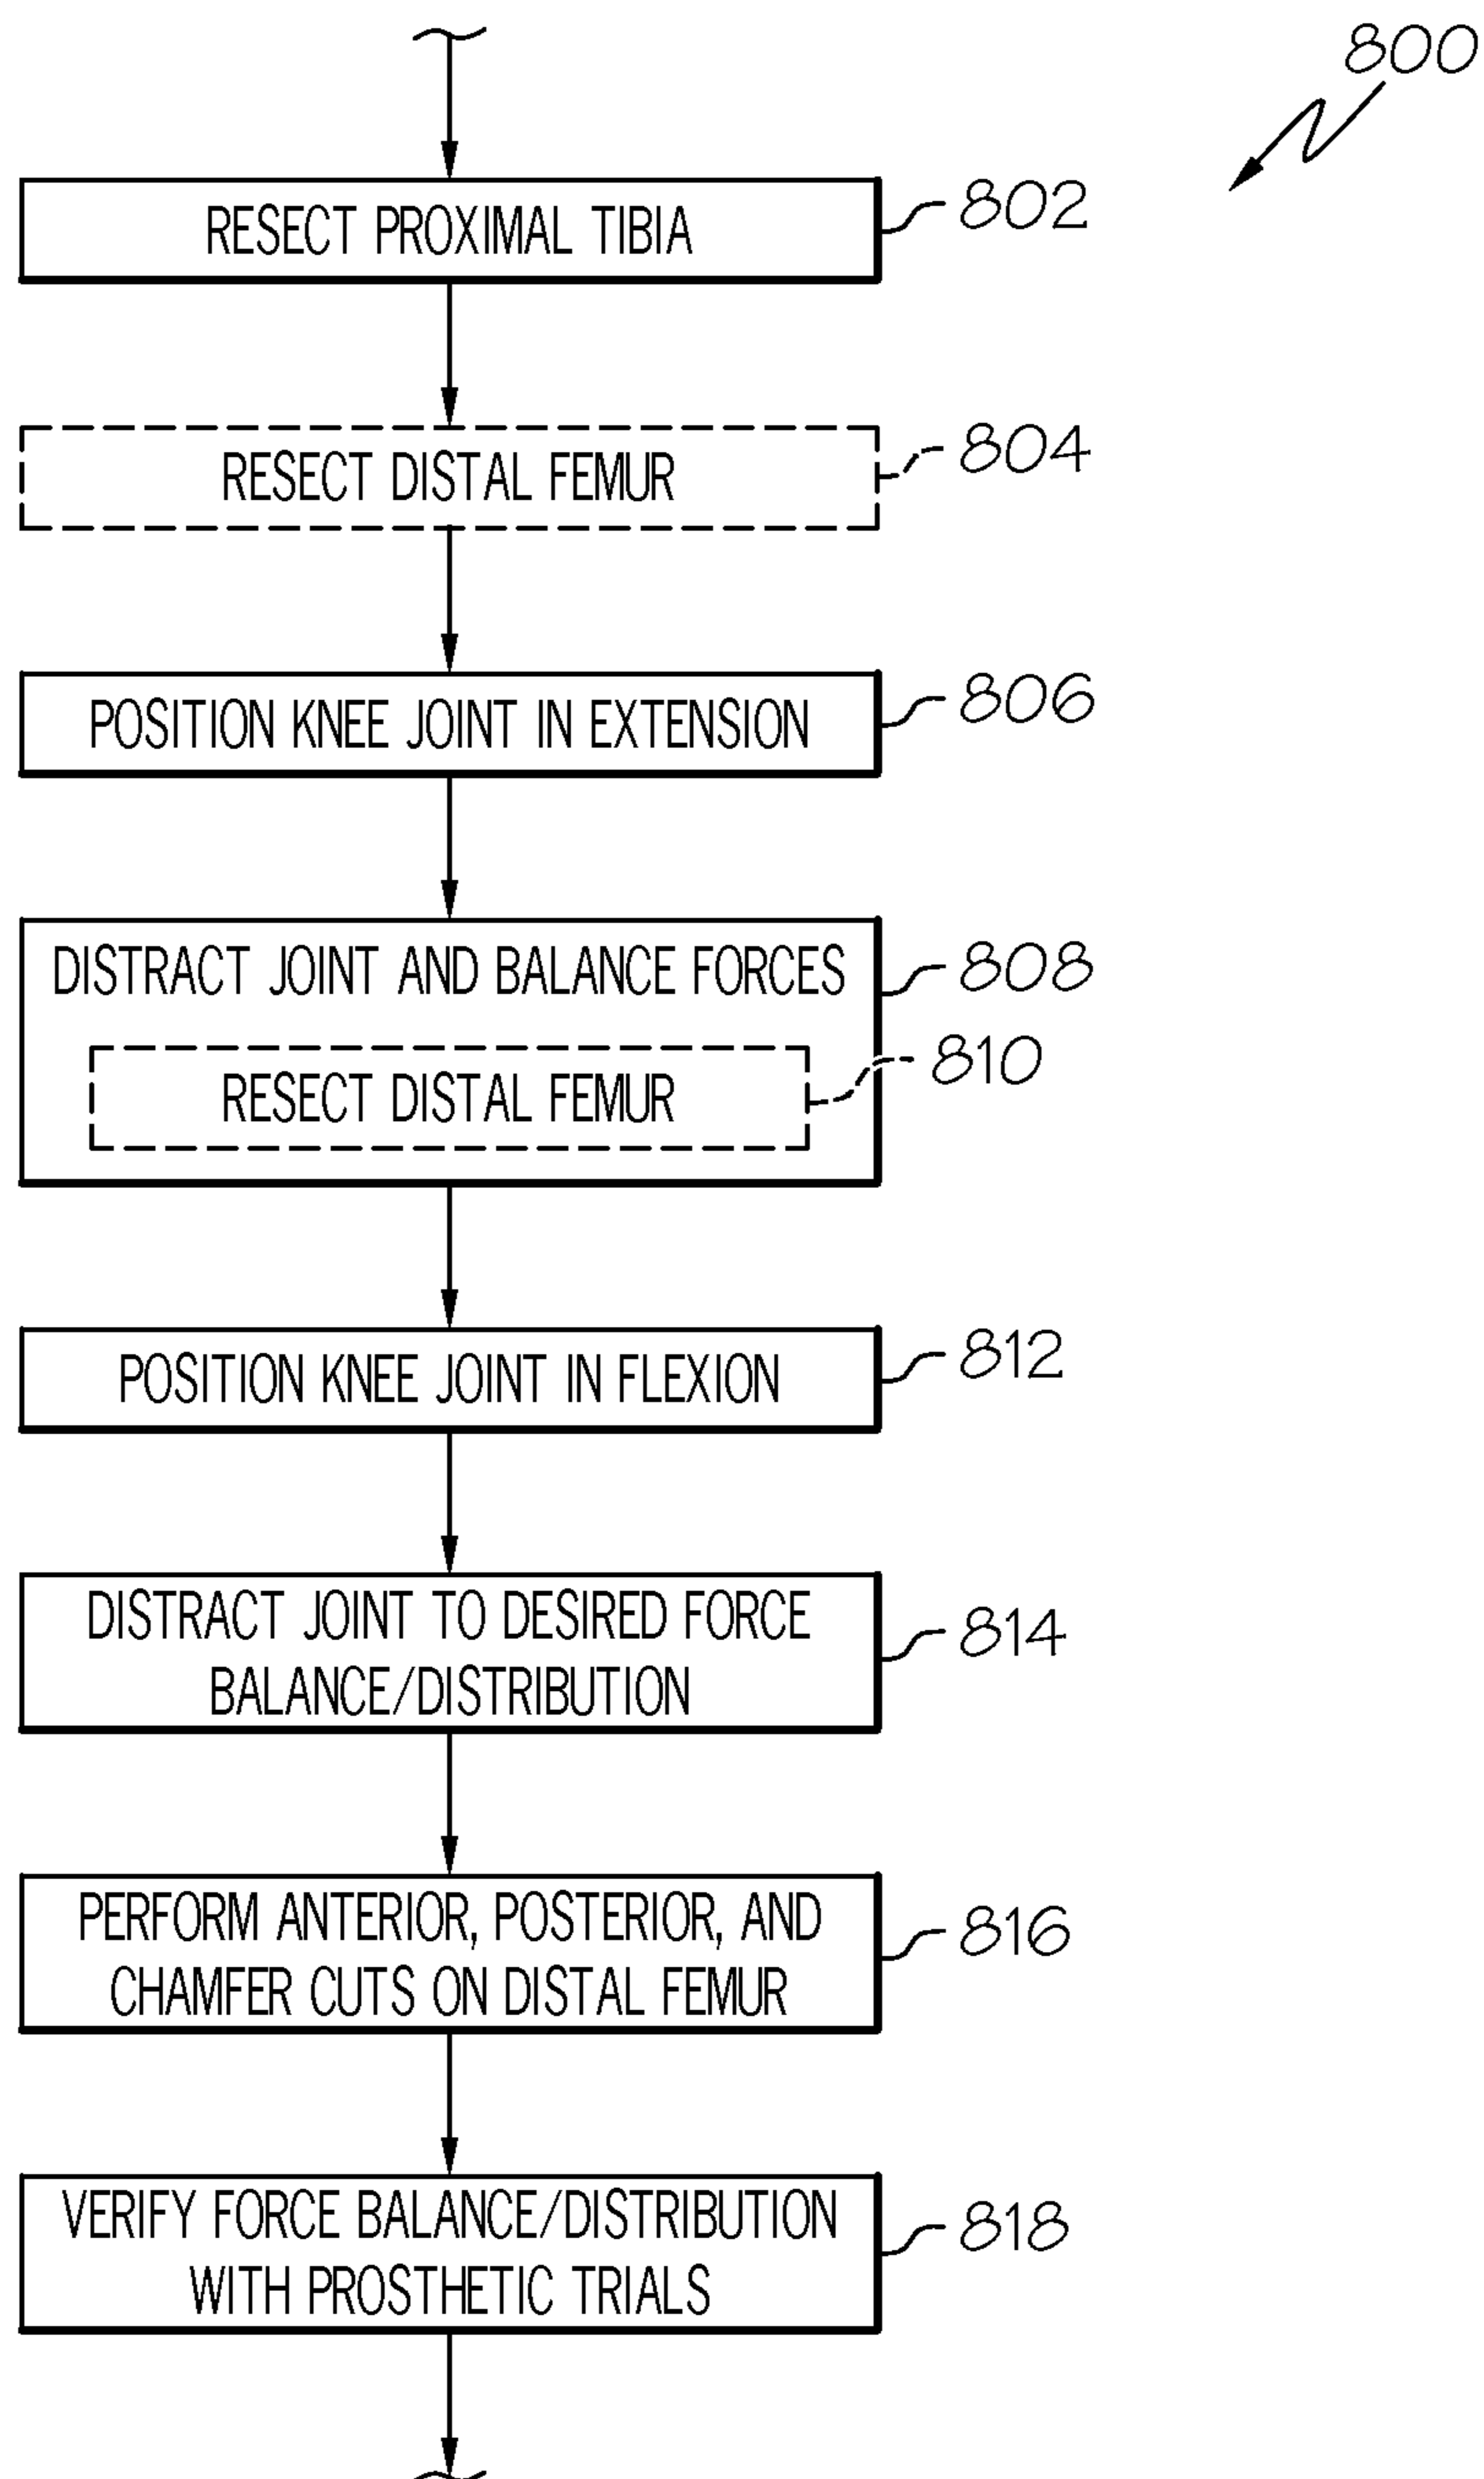 800
RESECT PROXIMAL TIBIA
802
RESECT DISTAL FEMUR
804
POSITION KNEE JOINT IN EXTENSION
806
DISTRACT JOINT AND BALANCE FORCES
808
RESECT DISTAL FEMUR
810
POSITION KNEE JOINT IN FLEXION
812
DISTRACT JOINT TO DESIRED FORCE
BALANCE/DISTRIBUTION
814
PERFORM ANTERIOR, POSTERIOR, AND
CHAMFER CUTS ON DISTAL FEMUR
816
VERIFY FORCE BALANCE/DISTRIBUTION
WITH PROSTHETIC TRIALS
818